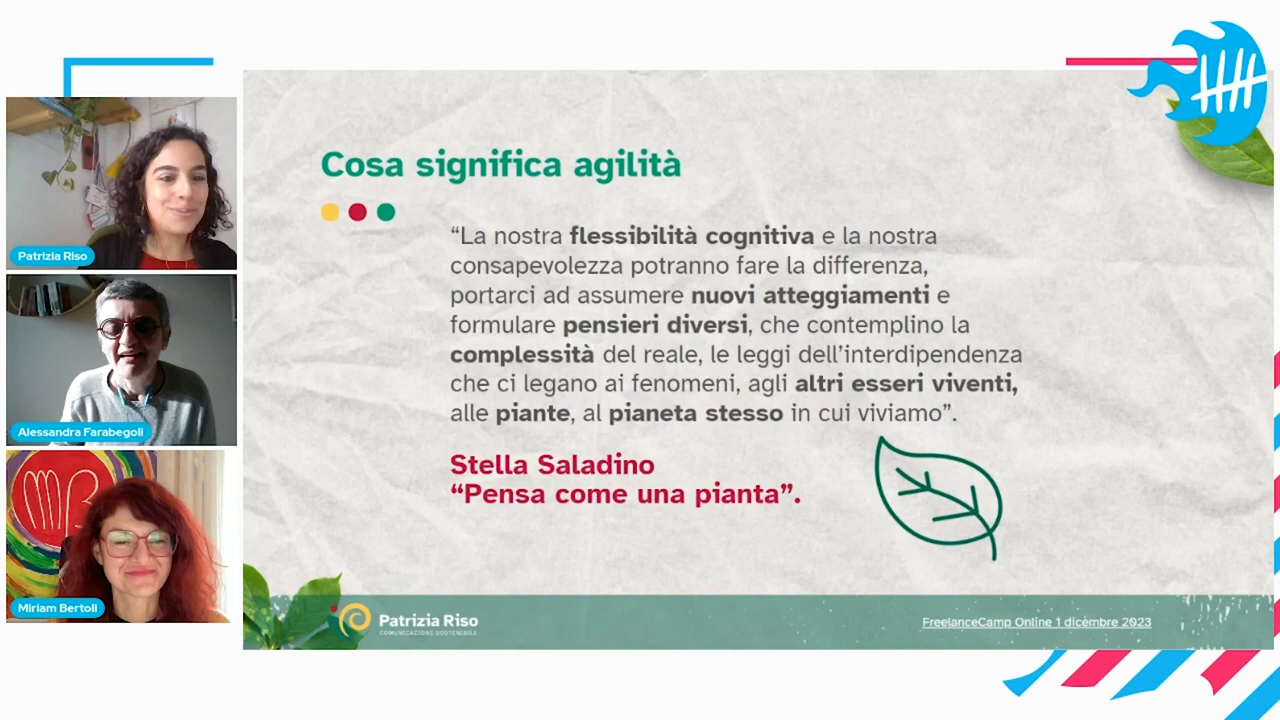 Patrizia Riso
Alessandra Farabegoli
Miriam Bertoli
Cosa significa agilità
“La nostra flessibilità cognitiva e la nostra
consapevolezza potranno fare la differenza,
portarci ad assumere nuovi atteggiamenti e
formulare pensieri diversi, che contemplino la
complessità del reale, le leggi dell’interdipendenza
che ci legano ai fenomeni, agli altri esseri viventi,
alle piante, al pianeta stesso in cui viviamo”.
Stella Saladino
“Pensa come una pianta”.
Patrizia Riso
COMUNICAZIONE SOSTENIBILE
FreelanceCamp Online 1 dicembre 2023